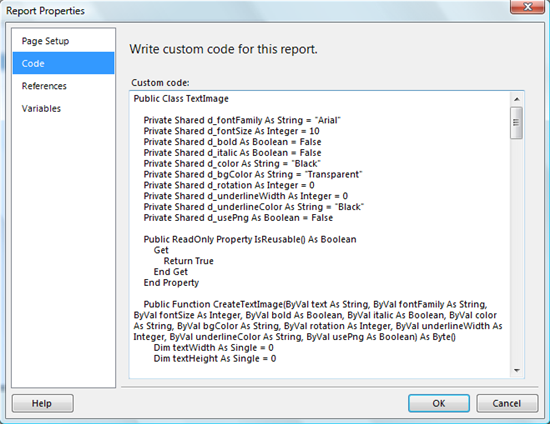 Report Properties
Page Setup
Code
References
Variables
Write custom code for this report.
Custom code:
Public Class TextImage
Private Shared d_fontFamily As String = "Arial"
Private Shared d_fontSize As Integer = 10
Private Shared d_bold As Boolean = False
Private Shared d_italic As Boolean = False
Private Shared d_color As String = "Black"
Private Shared d_bgColor As String = "Transparent"
Private Shared d_rotation As Integer = 0
Private Shared d_underlineWidth As Integer = 0
Private Shared d_underlineColor As String = "Black"
Private Shared d_usePng As Boolean = False
Public ReadOnly Property IsReusable() As Boolean
Get
Return True
End Get
End Property
Public Function CreateTextImage(ByVal text As String, ByVal fontFamily As String,
ByVal fontSize As Integer, ByVal bold As Boolean, ByVal italic As Boolean, ByVal color
As String, ByVal bgColor As String, ByVal rotation As Integer, ByVal underlineWidth As
Integer, ByVal underlineColor As String, ByVal usePng As Boolean) As Byte()
Dim textWidth As Single = 0
Dim textHeight As Single = 0
Help
OK
Cancel